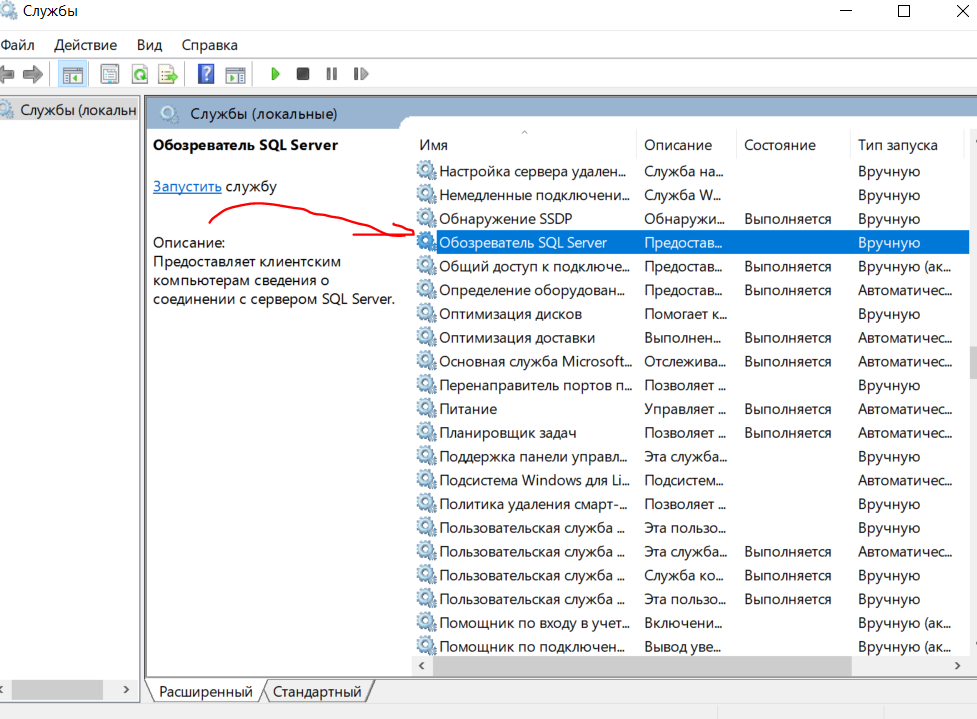 Службы
Файл Действие Вид Справка
Службы (локальн
Службы (локальные)
Обозреватель SQL Server
Запустить службу
Описание:
Предоставляет клиентским
компьютерам сведения о
соединении с сервером SQL Server.
Имя Описание Состояние Тип запуска
Настройка сервера удален... Служба на... Вручную
Немедленные подключени... Служба W... Вручную
Обнаружение SSDP Обнаружи... Выполняется Вручную
Обозреватель SQL Server Предостав... Вручную
Общий доступ к подключе... Предостав... Выполняется Вручную (ак...
Определение оборудован... Предостав... Выполняется Автоматичес...
Оптимизация дисков Помогает к... Вручную
Оптимизация доставки Выполнен... Выполняется Автоматичес...
Основная служба Microsoft... Отслежива... Выполняется Автоматичес...
Перенаправитель портов п... Позволяет ... Вручную
Питание Управляет ... Выполняется Автоматичес...
Планировщик задач Позволяет ... Выполняется Автоматичес...
Поддержка панели управл... Эта служба... Вручную
Подсистема Windows для Li... Подсистем... Автоматичес...
Политика удаления смарт-... Позволяет ... Вручную
Пользовательская служба ... Эта пользо... Вручную
Пользовательская служба ... Эта служба... Выполняется Автоматичес...
Пользовательская служба ... Служба ко... Выполняется Вручную
Пользовательская служба ... Эта пользо... Выполняется Вручную
Помощник по входу в учет... Включени... Вручную (ак...
Помощник по подключен... Вывод уве... Вручную (ак...
Расширенный Стандартный